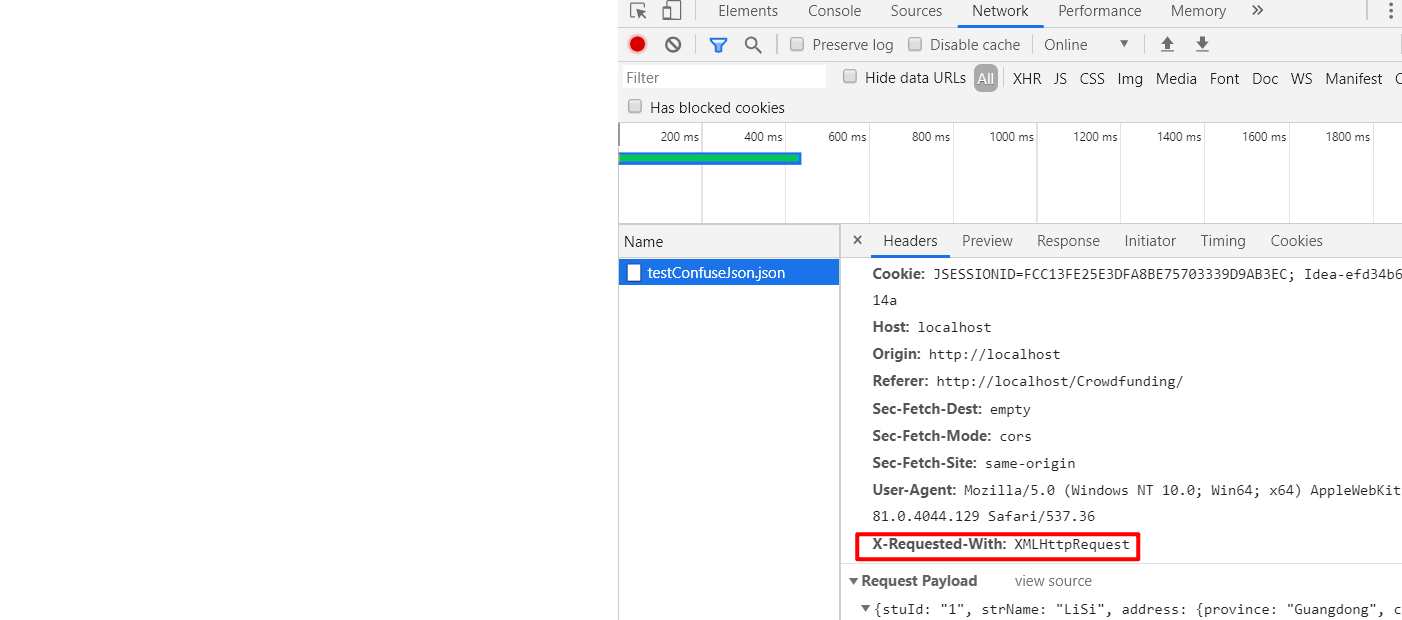 Elements Console Sources Network Performance Memory »
Preserve log Disable cache Online
Filter Hide data URLs All XHR JS CSS Img Media Font Doc WS Manifest
Has blocked cookies
200 ms 400 ms 600 ms 800 ms 1000 ms 1200 ms 1400 ms 1600 ms 1800 ms
Name × Headers Preview Response Initiator Timing Cookies
testConfuseJson.json
Cookie: JSESSIONID=FCC13FE25E3DFA8BE75703339D9AB3EC; Idea-efd34b6
14a
Host: localhost
Origin: http://localhost
Referer: http://localhost/Crowdfunding/
Sec-Fetch-Dest: empty
Sec-Fetch-Mode: cors
Sec-Fetch-Site: same-origin
User-Agent: Mozilla/5.0 (Windows NT 10.0; Win64; x64) AppleWebKit
81.0.4044.129 Safari/537.36
X-Requested-With: XMLHttpRequest
Request Payload view source
{stuId: "1", strName: "LiSi", address: {province: "Guangdong", c